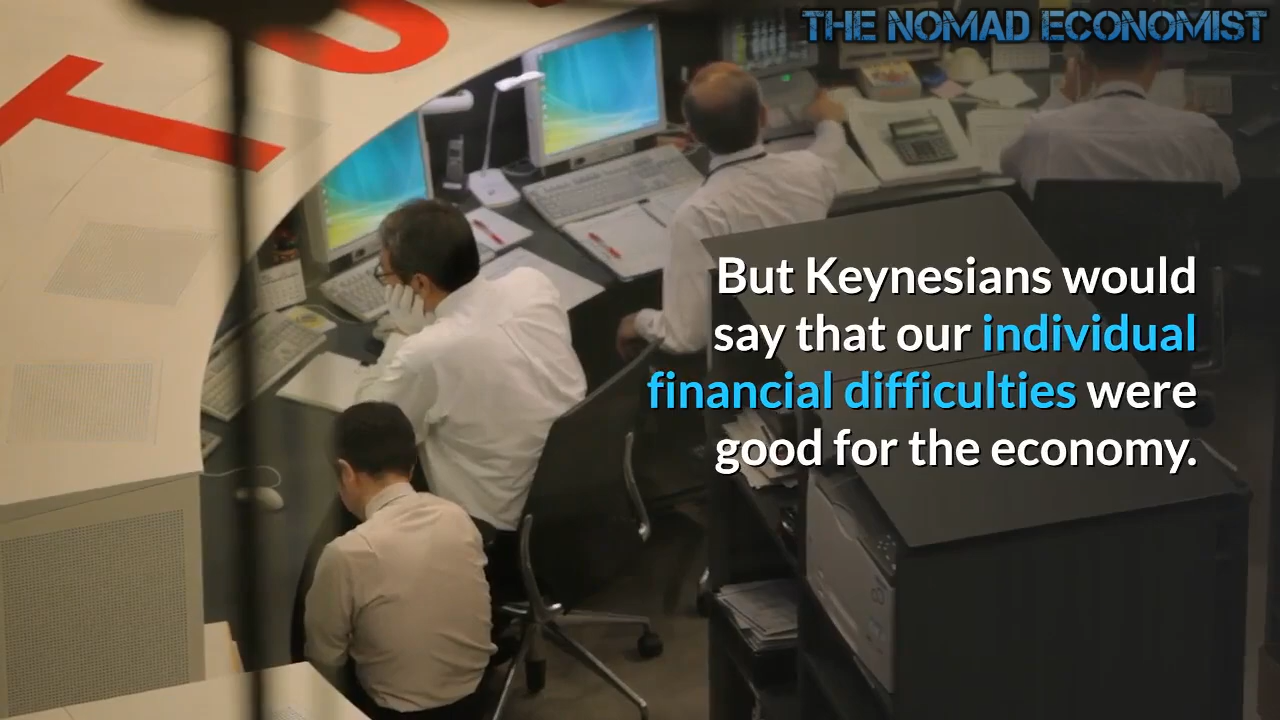 THE NOMAD ECONOMIST
But Keynesians would
say that our individual
financial difficulties were
good for the economy.